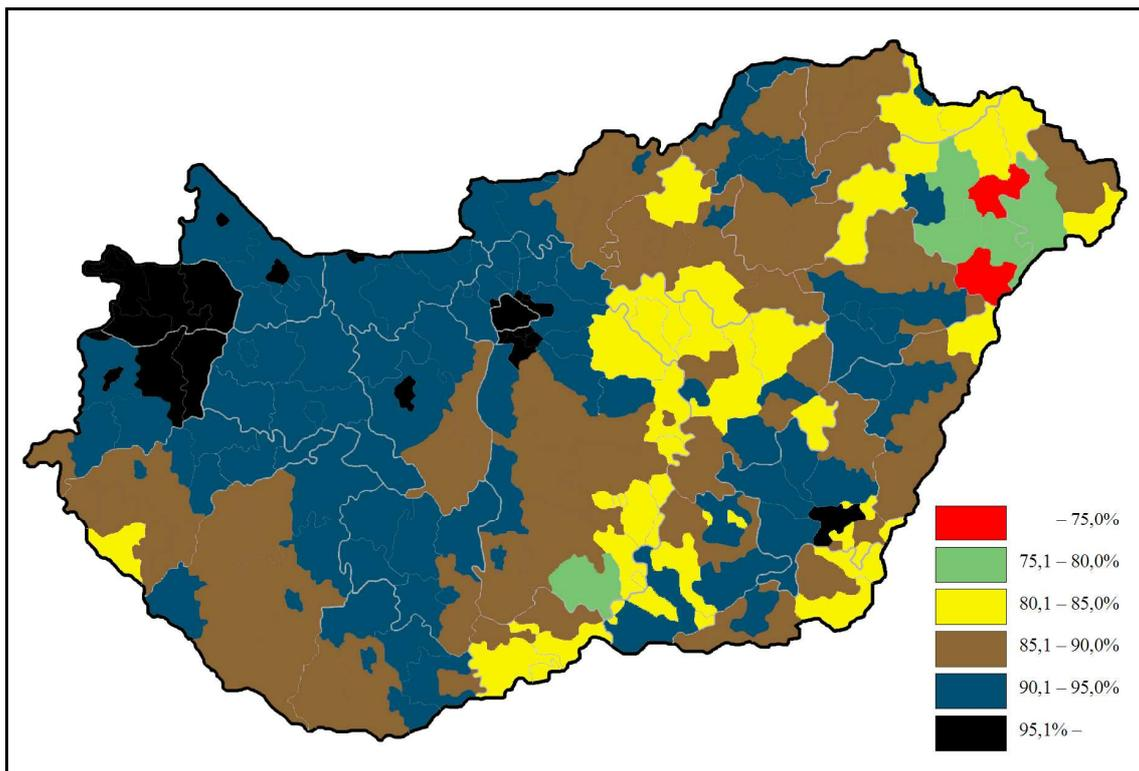 – 75,0%
75,1 – 80,0%
80,1 – 85,0%
85,1 – 90,0%
90,1 – 95,0%
95,1% –